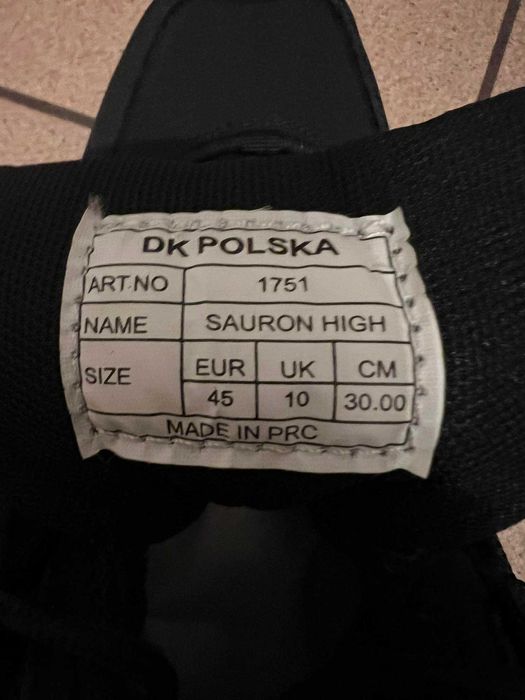 DK POLSKA
ART.NO 1751
NAME SAURON HIGH
SIZE EUR UK CM
45 10 30.00
MADE IN PRC